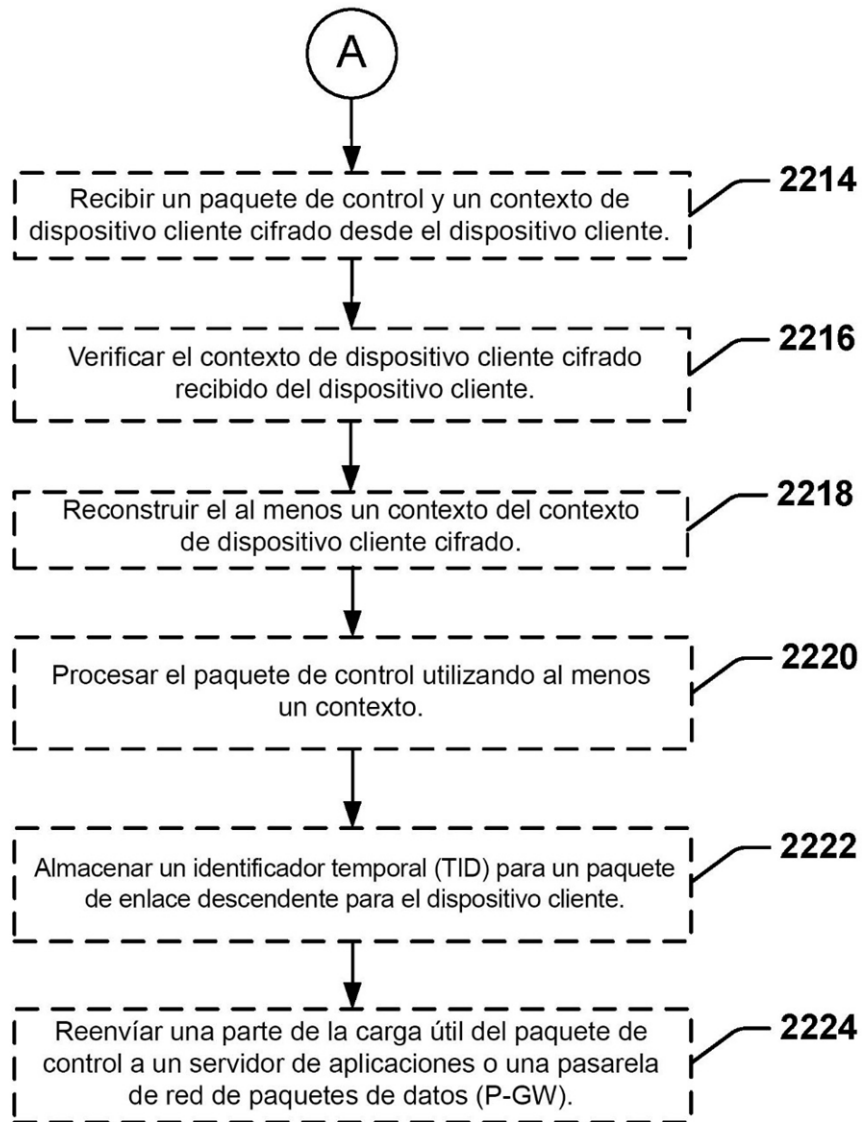 A
Recibir un paquete de control y un contexto de
dispositivo cliente cifrado desde el dispositivo cliente.
2214
Verificar el contexto de dispositivo cliente cifrado
recibido del dispositivo cliente.
2216
Reconstruir el al menos un contexto del contexto
de dispositivo cliente cifrado.
2218
Procesar el paquete de control utilizando al menos
un contexto.
2220
Almacenar un identificador temporal (TID) para un paquete
de enlace descendente para el dispositivo cliente.
2222
Reenvíar una parte de la carga útil del paquete de
control a un servidor de aplicaciones o una pasarela
de red de paquetes de datos (P-GW).
2224